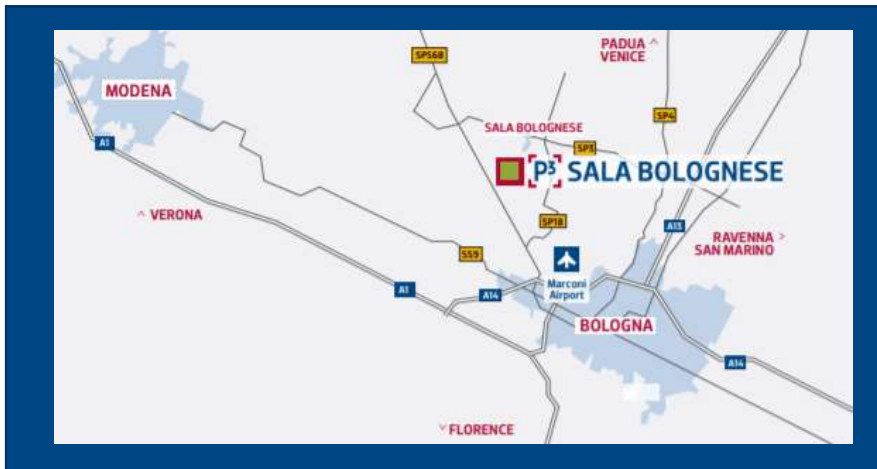 PADUA ^
VENICE
SP568
MODENA
SP4
SALA BOLOGNESE
A1
SP3
[P³] SALA BOLOGNESE
^ VERONA
SP18
A13
RAVENNA >
SAN MARINO
SS9
Marconi
Airport
A1
A14
BOLOGNA
A14
FLORENCE